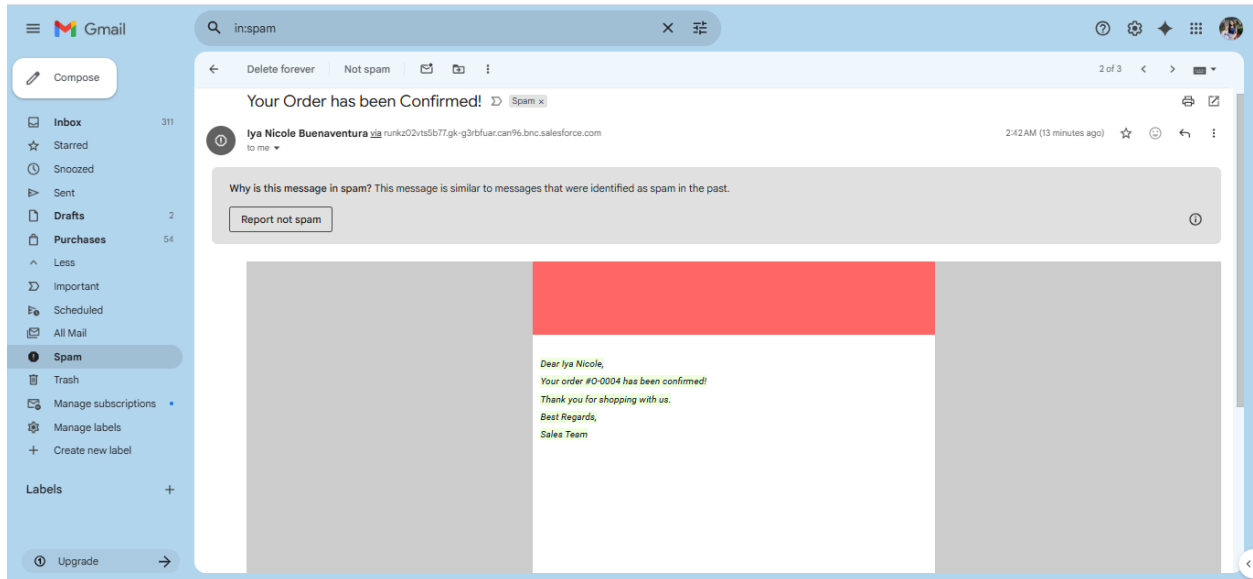 Gmail
in:spam
Compose
Delete forever
Not spam
2 of 3
Your Order has been Confirmed!
Spam x
Inbox 311
Starred
Snoozed
Sent
Drafts 2
Purchases 54
Less
Important
Scheduled
All Mail
Spam
Trash
Manage subscriptions
Manage labels
Create new label
Labels
Upgrade
Iya Nicole Buenaventura via runkz02vts5b77.gk-g3rbfuar.can96.bnc.salesforce.com
2:42 AM (13 minutes ago)
to me
Why is this message in spam? This message is similar to messages that were identified as spam in the past.
Report not spam
Dear Iya Nicole,
Your order #O-0004 has been confirmed!
Thank you for shopping with us.
Best Regards,
Sales Team